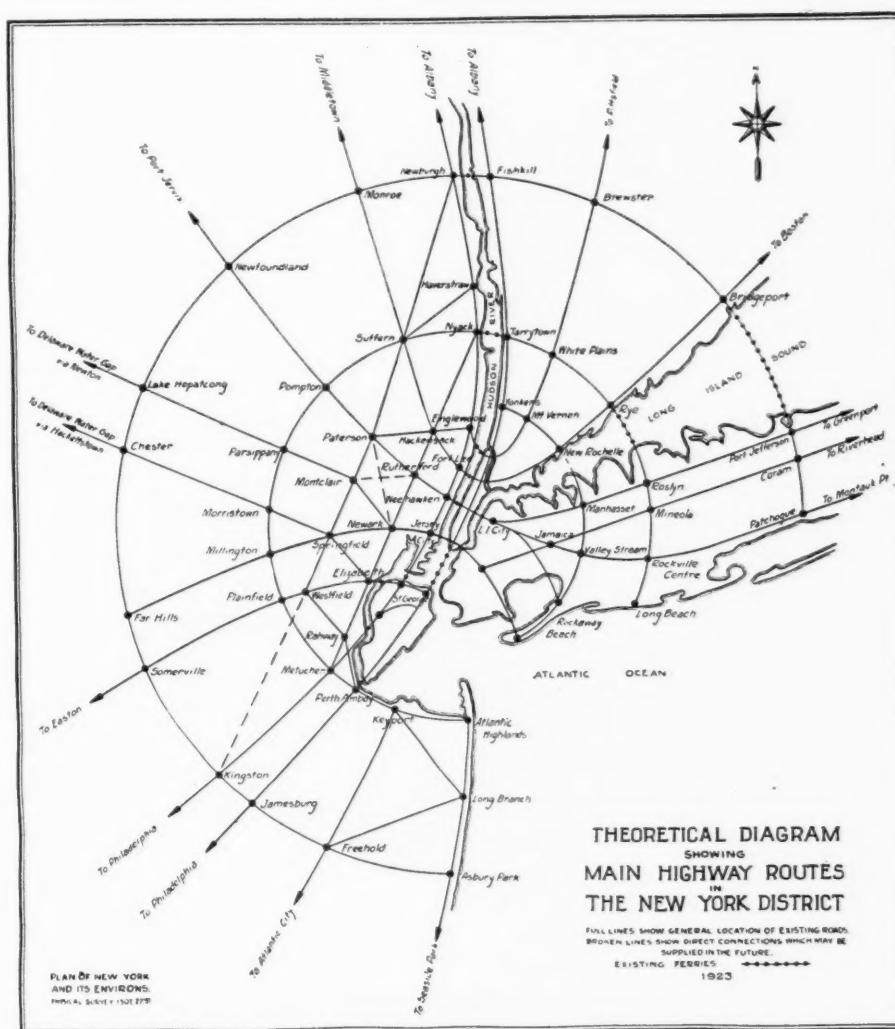 To Albany
To Albany
To Middletown
To Pittsfield
To Port Jervis
Newburgh
Fishkill
Monroe
Brewster
To Boston
Newfoundland
Haverstraw
Bridgeport
HUDSON RIVER
Suffern
Nyack
Tarrytown
White Plains
LONG ISLAND SOUND
To Delaware Water Gap
via Newton
Lake Hopatcong
Pompton
Rye
Yonkers
Mt Vernon
To Delaware Water Gap
via Hackettstown
Chester
Paterson
Englewood
Hackensack
Parsippany
New Rochelle
Port Jefferson
To Greenport
To Riverhead
Coram
Fort Lee
Rutherford
Montclair
Weehawken
Roslyn
To Montauk Pt.
Morristown
Manhasset
Mineola
Patchogue
Newark
Jersey
City
L I City
Jamaica
Springfield
Millington
Valley Stream
Rockville
Centre
Elizabeth
Westfield
St George
Plainfield
Far Hills
Rockaway
Beach
Long Beach
Rahway
Somerville
Metuchen
ATLANTIC OCEAN
Perth Amboy
Keyport
Atlantic
Highlands
To Easton
Kingston
Jamesburg
Long Branch
Freehold
To Philadelphia
To Philadelphia
Asbury Park
To Atlantic City
To Seaside Park
THEORETICAL DIAGRAM
SHOWING
MAIN HIGHWAY ROUTES
IN
THE NEW YORK DISTRICT
FULL LINES SHOW GENERAL LOCATION OF EXISTING ROADS.
BROKEN LINES SHOW DIRECT CONNECTIONS WHICH MAY BE
SUPPLIED IN THE FUTURE.
EXISTING FERRIES
1923
PLAN OF NEW YORK
AND ITS ENVIRONS.
PHYSICAL SURVEY